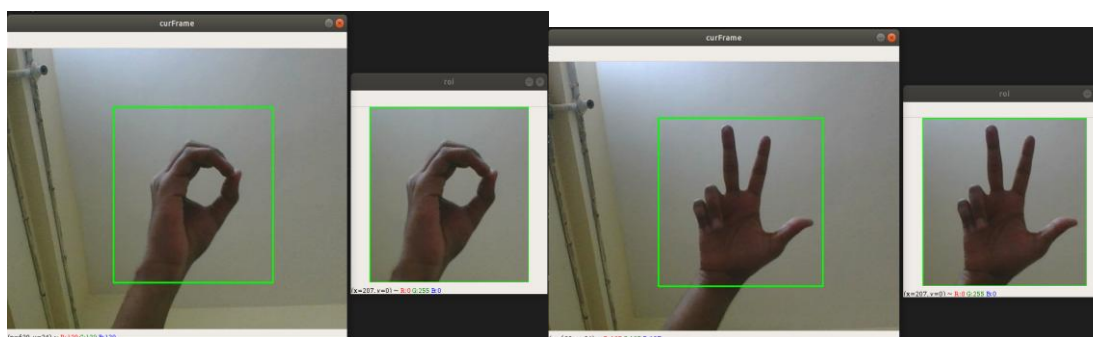 curFrame
roi
(x=207, y=0) ~ R:0 G:255 B:0
curFrame
roi
(x=207, y=0) ~ R:0 G:255 B:0